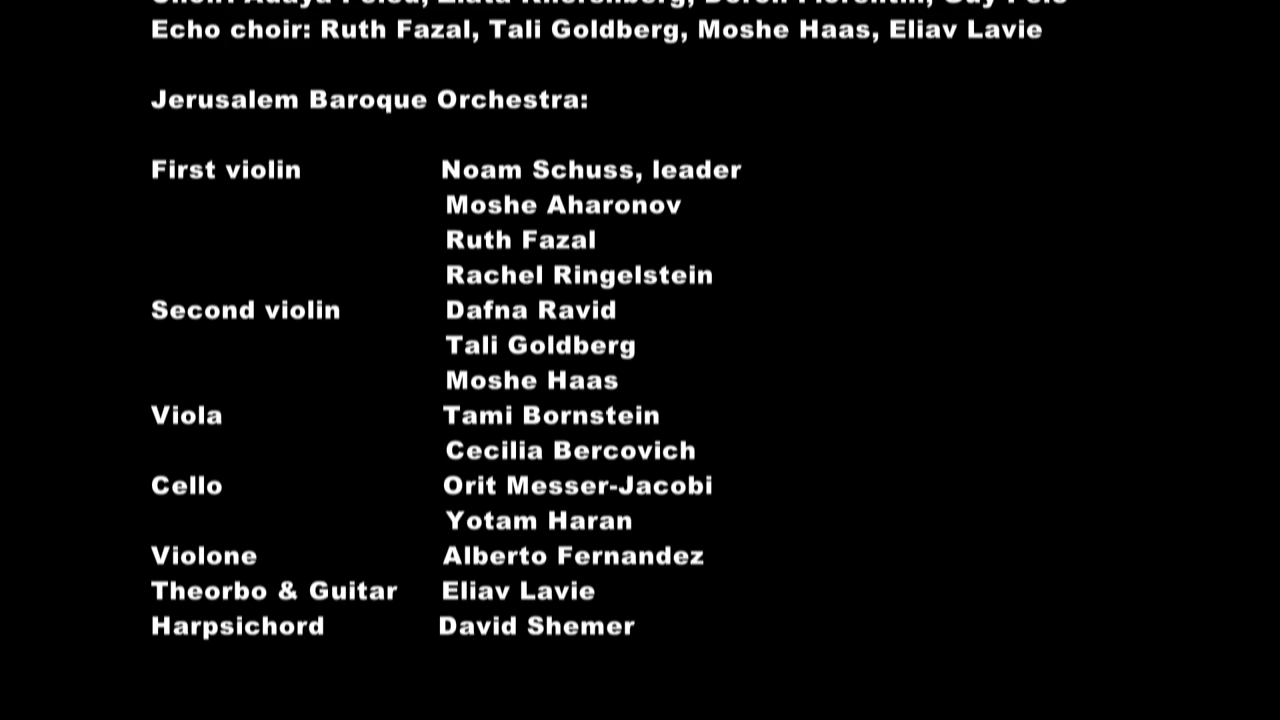 Echo choir: Ruth Fazal, Tali Goldberg, Moshe Haas, Eliav Lavie
Jerusalem Baroque Orchestra:
First violin Noam Schuss, leader
Moshe Aharonov
Ruth Fazal
Rachel Ringelstein
Second violin Dafna Ravid
Tali Goldberg
Moshe Haas
Viola Tami Bornstein
Cecilia Bercovich
Cello Orit Messer-Jacobi
Yotam Haran
Violone Alberto Fernandez
Theorbo & Guitar Eliav Lavie
Harpsichord David Shemer